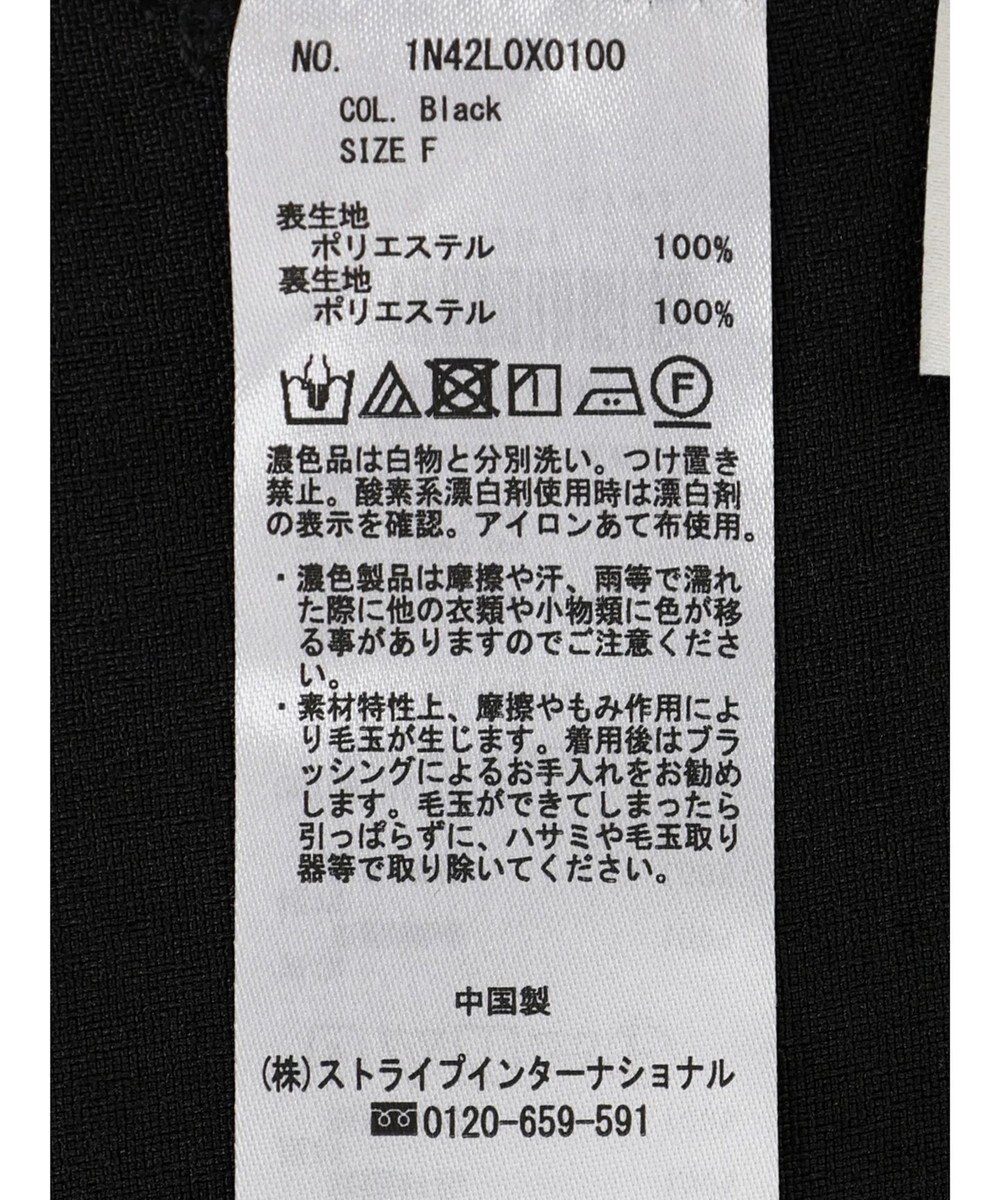 NO. 1N42L0X0100
COL. Black
SIZE F
表生地
ポリエステル 100%
裏生地
ポリエステル 100%
F
濃色品は白物と分別洗い。つけ置き
禁止。酸素系漂白剤使用時は漂白剤
の表示を確認。アイロンあて布使用。
・濃色製品は摩擦や汗、雨等で濡れ
た際に他の衣類や小物類に色が移
る事がありますのでご注意くださ
い。
・素材特性上、摩擦やもみ作用によ
り毛玉が生じます。着用後はブラ
ッシングによるお手入れをお勧め
します。毛玉ができてしまったら
引っぱらずに、ハサミや毛玉取り
器等で取り除いてください。
中国製
(株)ストライプインターナショナル
0120-659-591